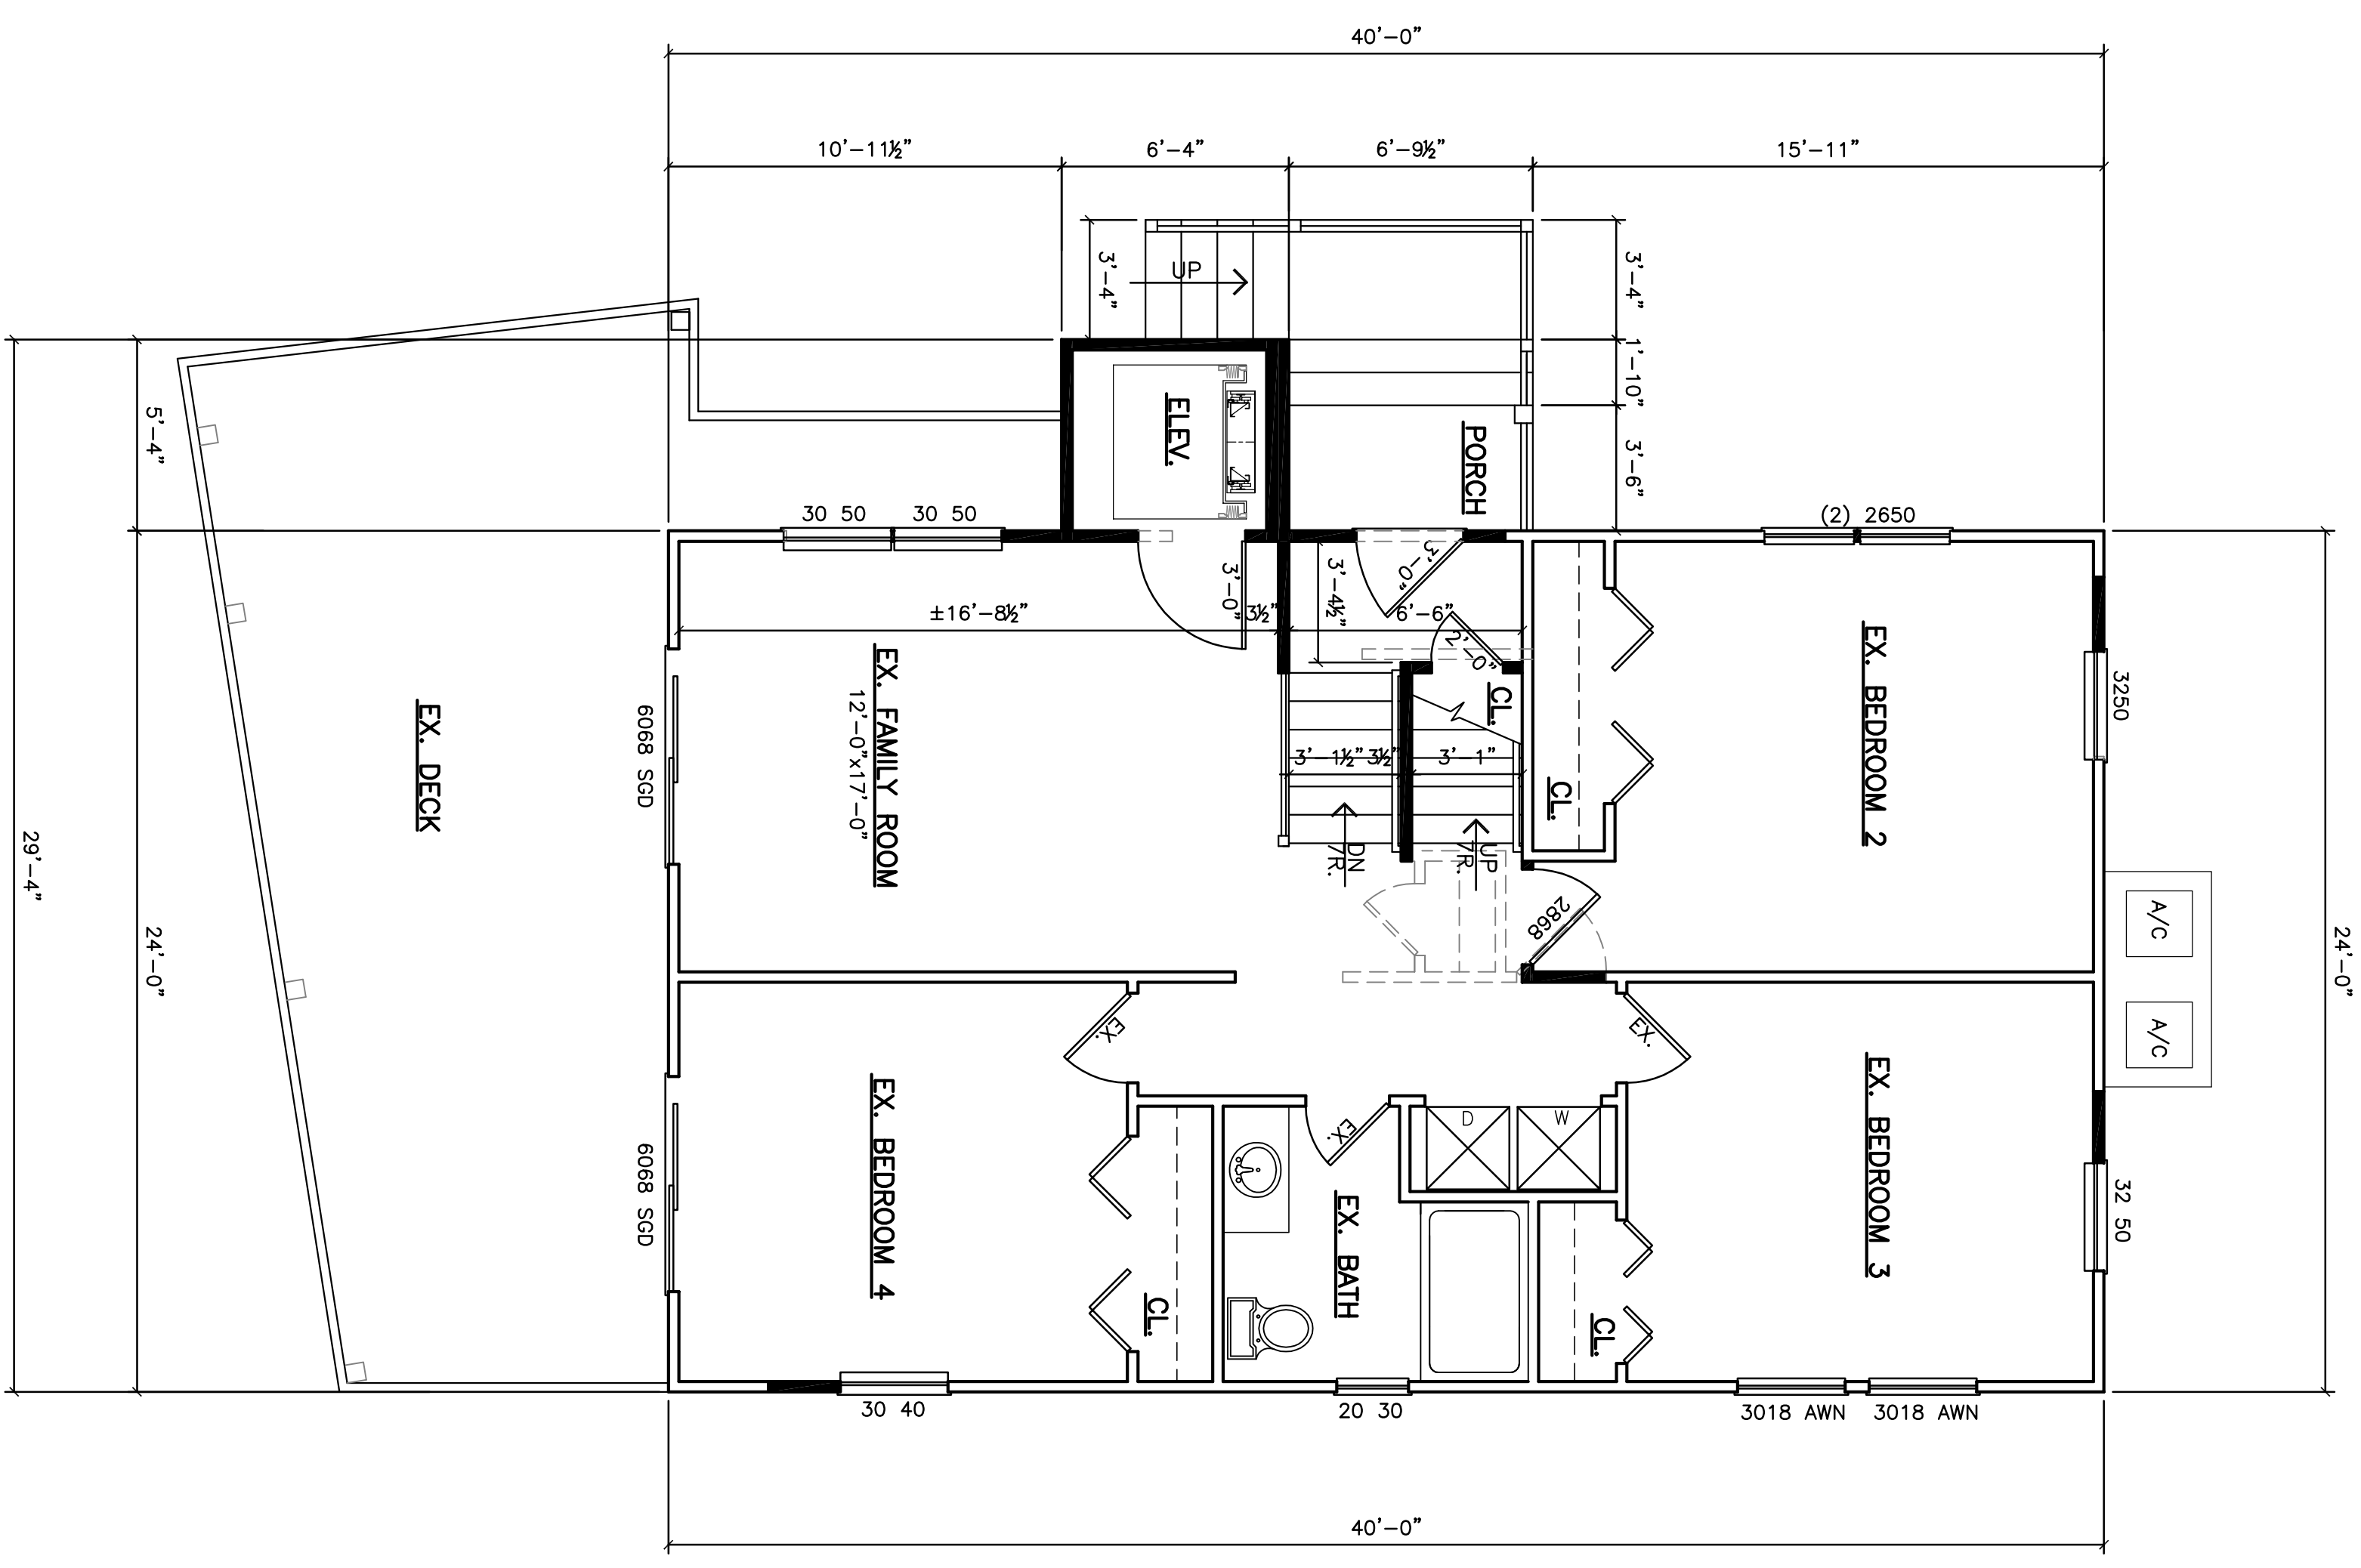 40'-0"
10'-11½"
6'-4"
6'-9½"
15'-11"
3'-4"
UP
3'-4"
1'-10"
3'-6"
5'-4"
ELEV.
PORCH
30 50
30 50
(2) 2650
3'-0"
3'-0"
3'-4½"
±16'-8½"
3½"
6'-6"
2'-0"
EX. FAMILY ROOM
12'-0"x17'-0"
EX. DECK
6068 SGD
CL.
3'-1½"
3½"
3'-1"
CL.
EX. BEDROOM 2
3250
DN
7R.
UP
7R.
2868
A/C
A/C
29'-4"
24'-0"
24'-0"
EX.
EX.
EX.
D
W
EX. BEDROOM 4
6068 SGD
CL.
EX. BATH
CL.
EX. BEDROOM 3
32 50
30 40
20 30
3018 AWN
3018 AWN
40'-0"